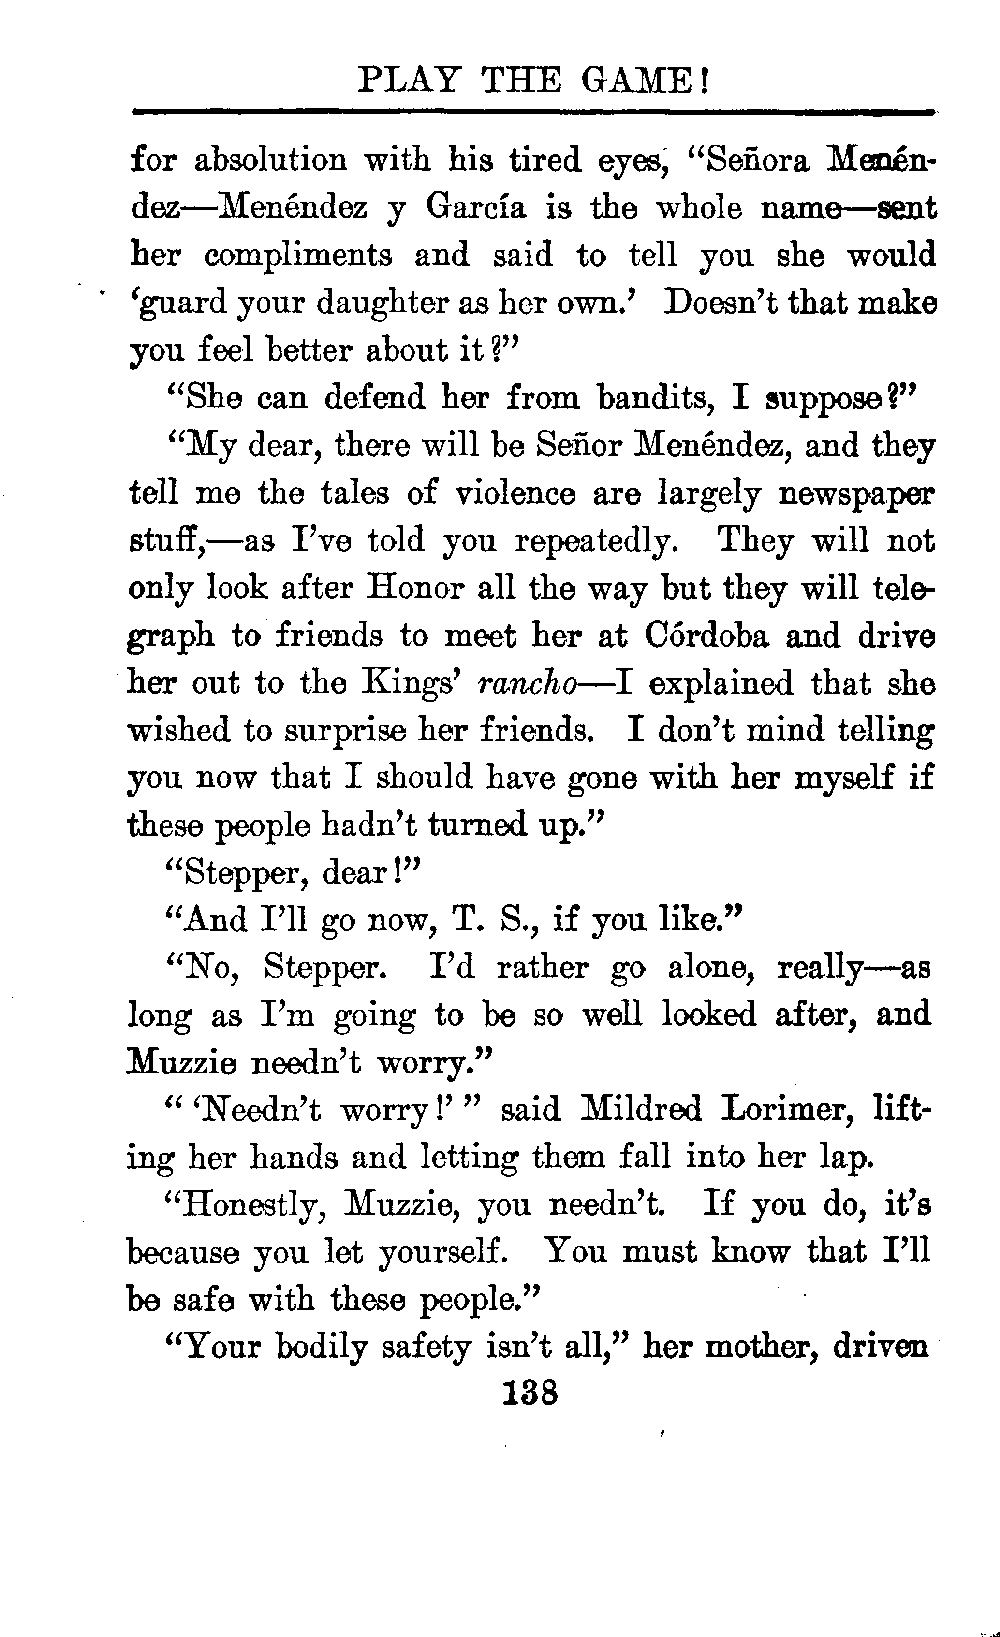 PLAY THE GAME!
for absolution with his tired eyes, “Señora Menén-
dez—Menéndez y García is the whole name—sent
her compliments and said to tell you she would
‘guard your daughter as her own.’ Doesn’t that make
you feel better about it?”
“She can defend her from bandits, I suppose?”
“My dear, there will be Señor Menéndez, and they
tell me the tales of violence are largely newspaper
stuff,—as I’ve told you repeatedly. They will not
only look after Honor all the way but they will tele-
graph to friends to meet her at Córdoba and drive
her out to the Kings’ rancho—I explained that she
wished to surprise her friends. I don’t mind telling
you now that I should have gone with her myself if
these people hadn’t turned up.”
“Stepper, dear!”
“And I’ll go now, T. S., if you like.”
“No, Stepper. I’d rather go alone, really—as
long as I’m going to be so well looked after, and
Muzzie needn’t worry.”
“ ‘Needn’t worry!’ ” said Mildred Lorimer, lift-
ing her hands and letting them fall into her lap.
“Honestly, Muzzie, you needn’t. If you do, it’s
because you let yourself. You must know that I’ll
be safe with these people.”
“Your bodily safety isn’t all,” her mother, driven
138